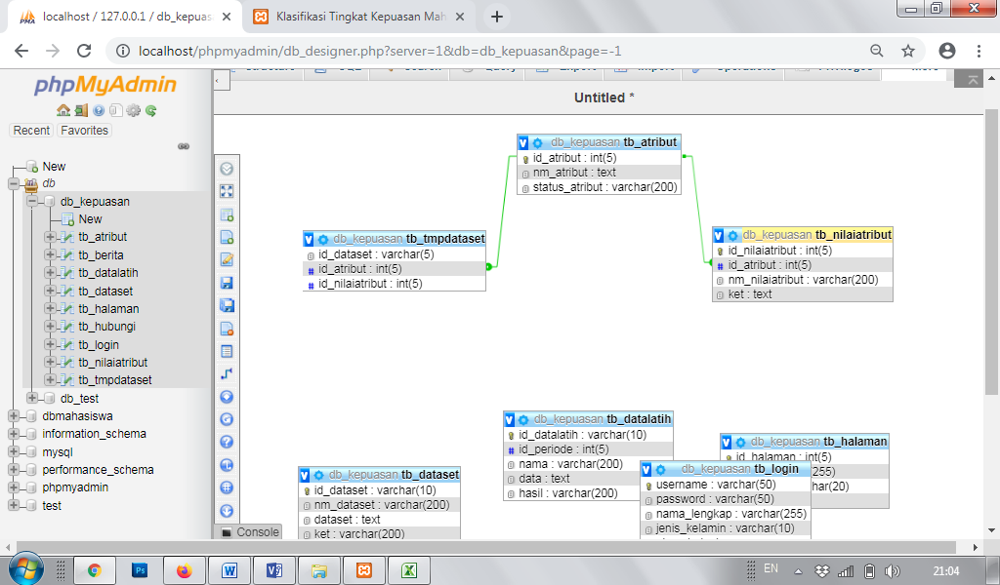 localhost / 127.0.0.1 / db_kepuas
Klasifikasi Tingkat Kepuasan Mah
localhost/phpmyadmin/db_designer.php?server=1&db=db_kepuasan&page=-1
phpMyAdmin
Recent
Favorites
New
db
db_kepuasan
New
tb_atribut
tb_berita
tb_datalatih
tb_dataset
tb_halaman
tb_hubungi
tb_login
tb_nilaiatribut
tb_tmpdataset
db_test
dbmahasiswa
information_schema
mysql
performance_schema
phpmyadmin
test
Untitled *
db_kepuasan tb_atribut
id_atribut : int(5)
nm_atribut : text
status_atribut : varchar(200)
db_kepuasan tb_tmpdataset
id_dataset : varchar(5)
id_atribut : int(5)
id_nilaiatribut : int(5)
db_kepuasan tb_nilaiatribut
id_nilaiatribut : int(5)
id_atribut : int(5)
nm_nilaiatribut : varchar(200)
ket : text
db_kepuasan tb_datalatih
id_datalatih : varchar(10)
id_periode : int(5)
nama : varchar(200)
data : text
hasil : varchar(200)
db_kepuasan tb_halaman
id_halaman : int(5)
(255)
har(20)
db_kepuasan tb_login
username : varchar(50)
password : varchar(50)
nama_lengkap : varchar(255)
jenis_kelamin : varchar(10)
db_kepuasan tb_dataset
id_dataset : varchar(10)
nm_dataset : varchar(200)
dataset : text
ket : varchar(200)
Console
EN
21:04